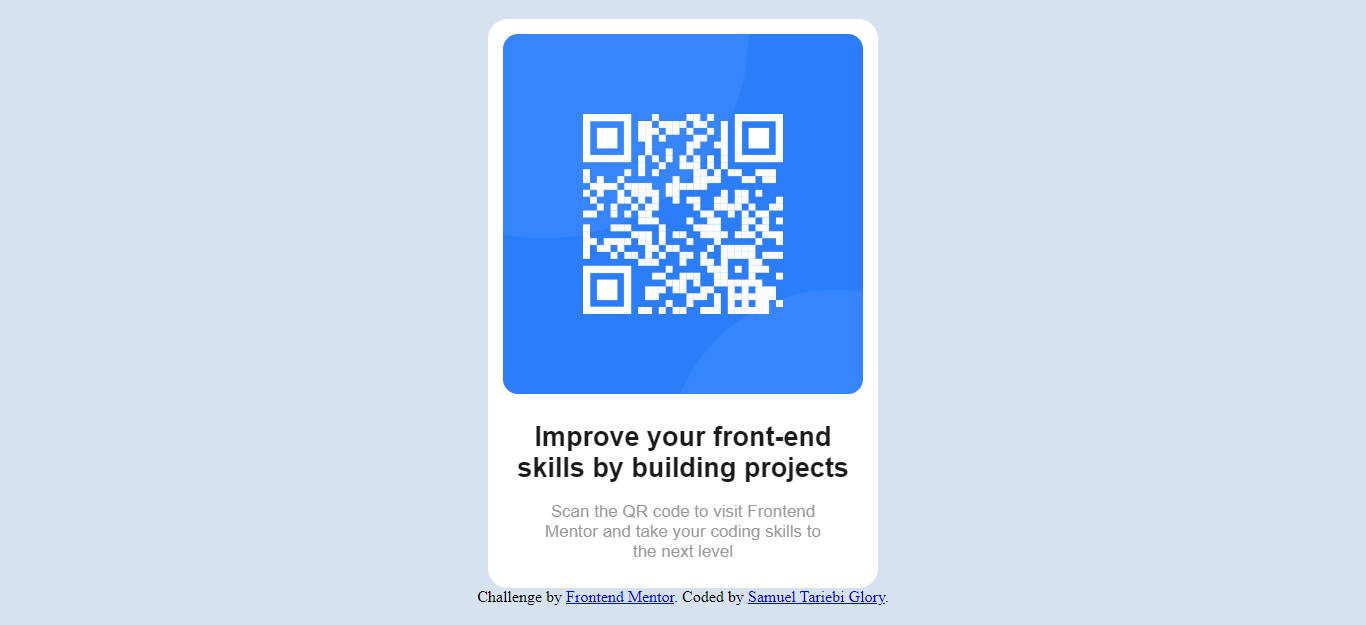 Improve your front-end
skills by building projects
Scan the QR code to visit Frontend
Mentor and take your coding skills to
the next level
Challenge by Frontend Mentor. Coded by Samuel Tariebi Glory.